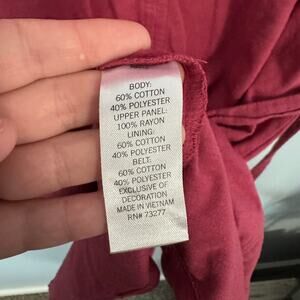 BODY:
60% COTTON
40% POLYESTER
UPPER PANEL:
100% RAYON
LINING:
60% COTTON
40% POLYESTER
BELT:
60% COTTON
40% POLYESTER
EXCLUSIVE OF
DECORATION
MADE IN VIETNAM
RN# 73277